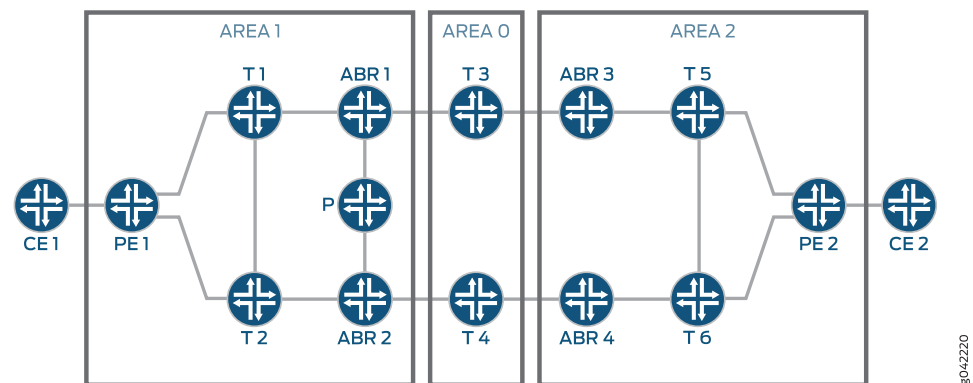 AREA 1
AREA 0
AREA 2
T 1
ABR 1
T 3
ABR 3
T 5
P
CE 1
PE 1
PE 2
CE 2
T 2
ABR 2
T 4
ABR 4
T 6
g042220